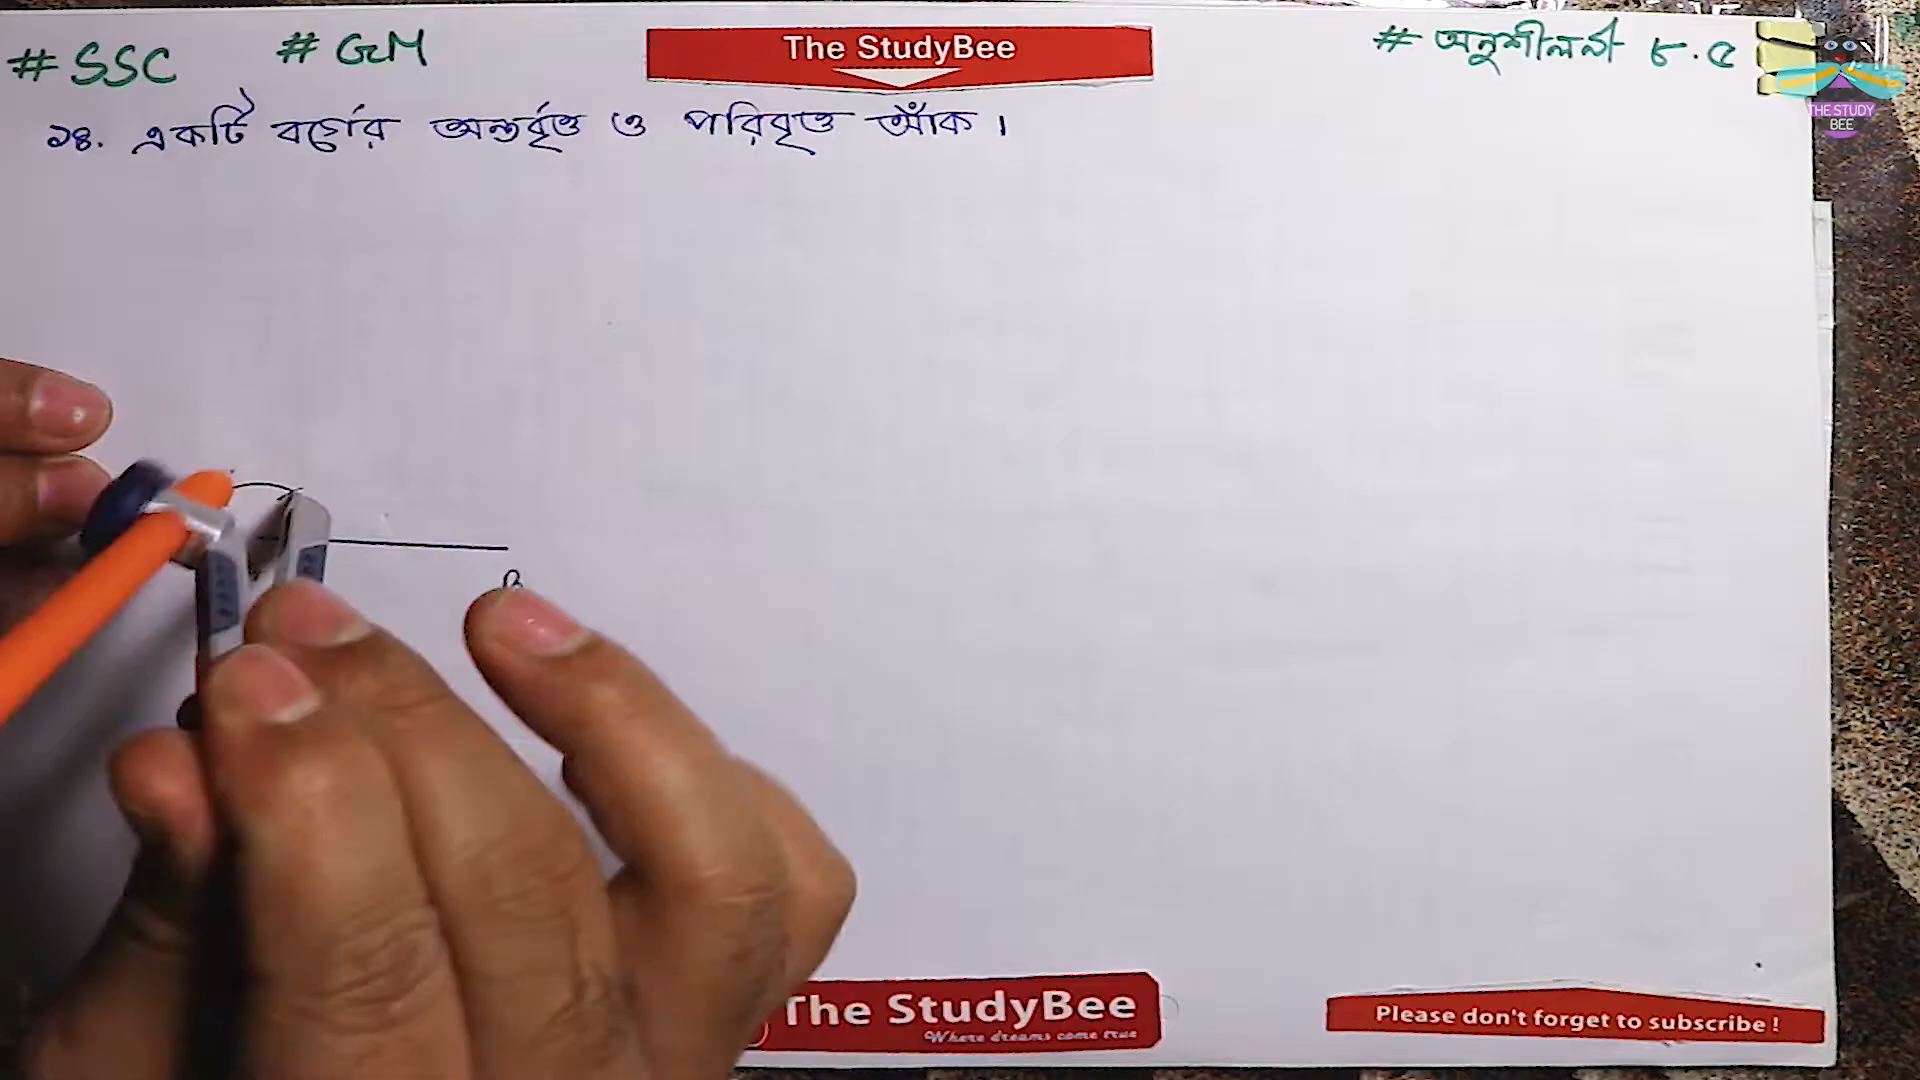 # SSC # GM The StudyBee # অনুশীলনী ৮.৫
THE STUDY
BEE
১৪. একটি বর্গের অন্তর্বৃত্ত ও পরিবৃত্ত আঁক।
B
The StudyBee
Where dreams come true
Please don't forget to subscribe !